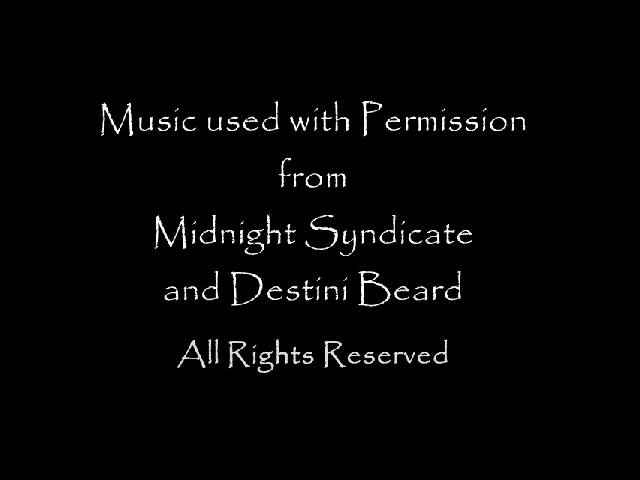 Music used with Permission
from
Midnight Syndicate
and Destini Beard
All Rights Reserved